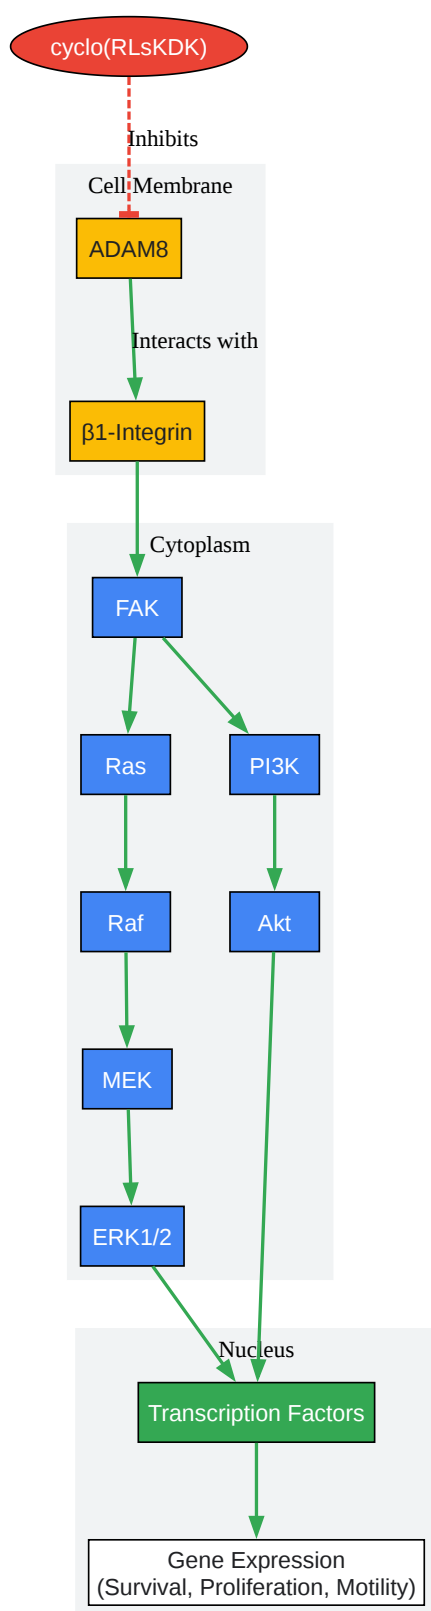 cyclo(RLsKDK)
Inhibits
Cell Membrane
ADAM8
Interacts with
β1-Integrin
Cytoplasm
FAK
Ras
PI3K
Raf
Akt
MEK
ERK1/2
Nucleus
Transcription Factors
Gene Expression
(Survival, Proliferation, Motility)